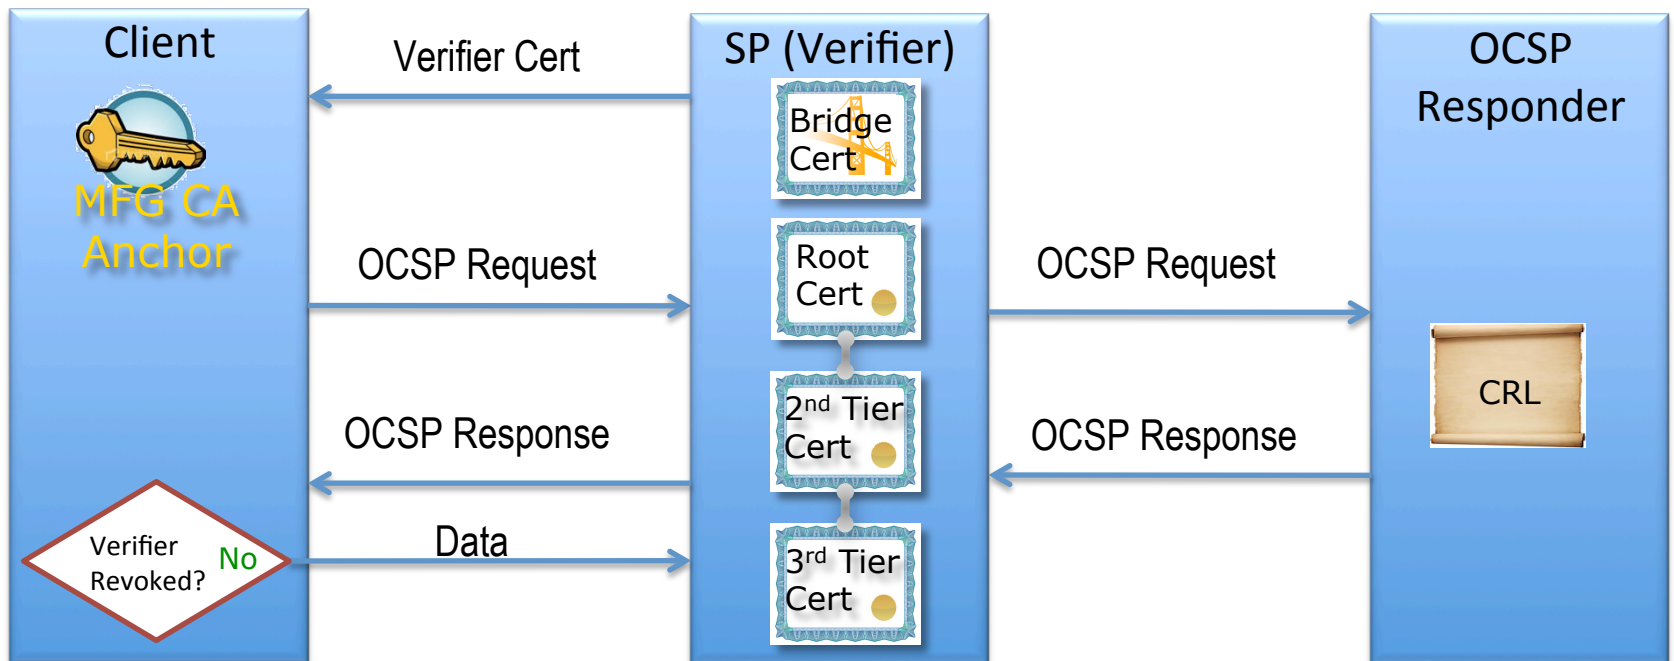 Client
MFG CA
Anchor
Verifier
Revoked?
No
Verifier Cert
OCSP Request
OCSP Response
Data
SP (Verifier)
Bridge
Cert
Root
Cert
2nd Tier
Cert
3rd Tier
Cert
OCSP Request
OCSP Response
OCSP
Responder
CRL